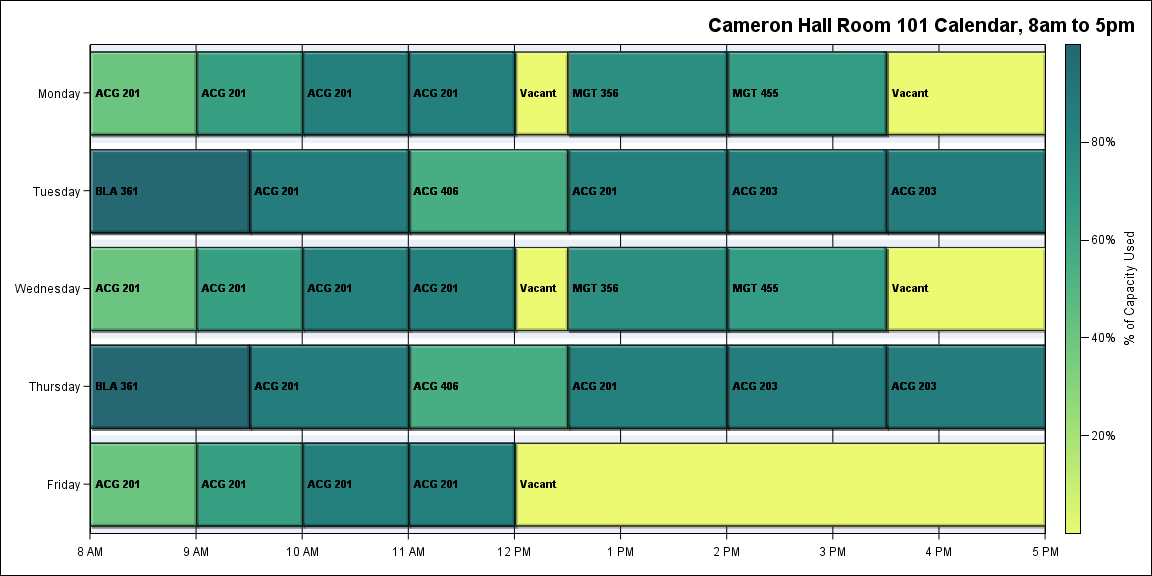 Cameron Hall Room 101 Calendar, 8am to 5pm
Monday
ACG 201
ACG 201
ACG 201
ACG 201
Vacant
MGT 356
MGT 455
Vacant
Tuesday
BLA 361
ACG 201
ACG 406
ACG 201
ACG 203
ACG 203
Wednesday
ACG 201
ACG 201
ACG 201
ACG 201
Vacant
MGT 356
MGT 455
Vacant
Thursday
BLA 361
ACG 201
ACG 406
ACG 201
ACG 203
ACG 203
Friday
ACG 201
ACG 201
ACG 201
ACG 201
Vacant
8 AM
9 AM
10 AM
11 AM
12 PM
1 PM
2 PM
3 PM
4 PM
5 PM
80%
60%
40%
20%
% of Capacity Used